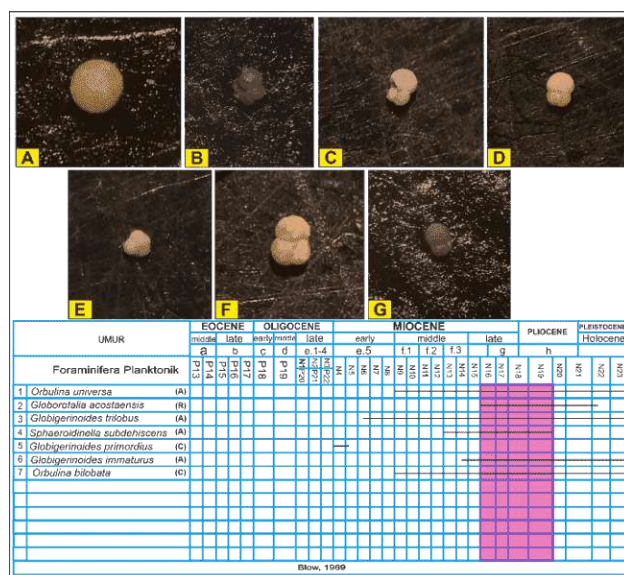 A
B
C
D
E
F
G
UMUR
EOCENE OLIGOCENE MIOCENE PLIOCENE PLEISTOCENE
middle late early middle late early middle late Holocene
a b c d e.1-4 e.5 f.1 f.2 f.3 g h
Foraminifera Planktonik
P13 P14 P15 P16 P17 P18 P19 N4 N5 N6 N7 N8 N9 N10 N11 N12 N13 N14 N15 N16 N17 N18 N19 N20 N21 N22 N23
1 Orbulina universa (A)
2 Globorotalia acostaensis (R)
3 Globigerinoides trilobus (A)
4 Sphaeroidinella subdehiscens (A)
5 Globigerinoides primordius (C)
6 Globigerinoides immaturus (A)
7 Orbulina bilobata (C)
Blow, 1969